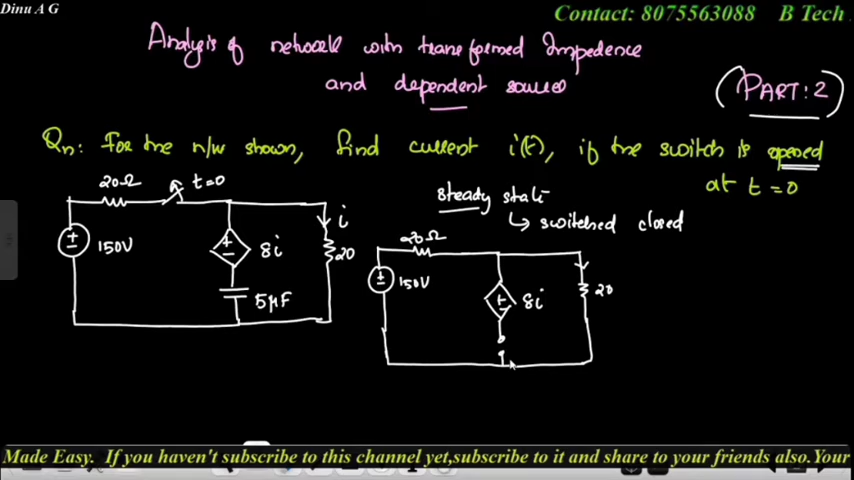 Dinu A G
Contact: 8075563088 B Tech
Analysis of network with transformed Impedence
and dependent source
(PART: 2)
Qn: For the n/w shown, find current i(t), if the switch is opened
at t = 0
20Ω t=0
i
150V
8i
20
5μF
steady state
↳ switched closed
20Ω
150V
8i
20
Made Easy. If you haven't subscribe to this channel yet,subscribe to it and share to your friends also.Your